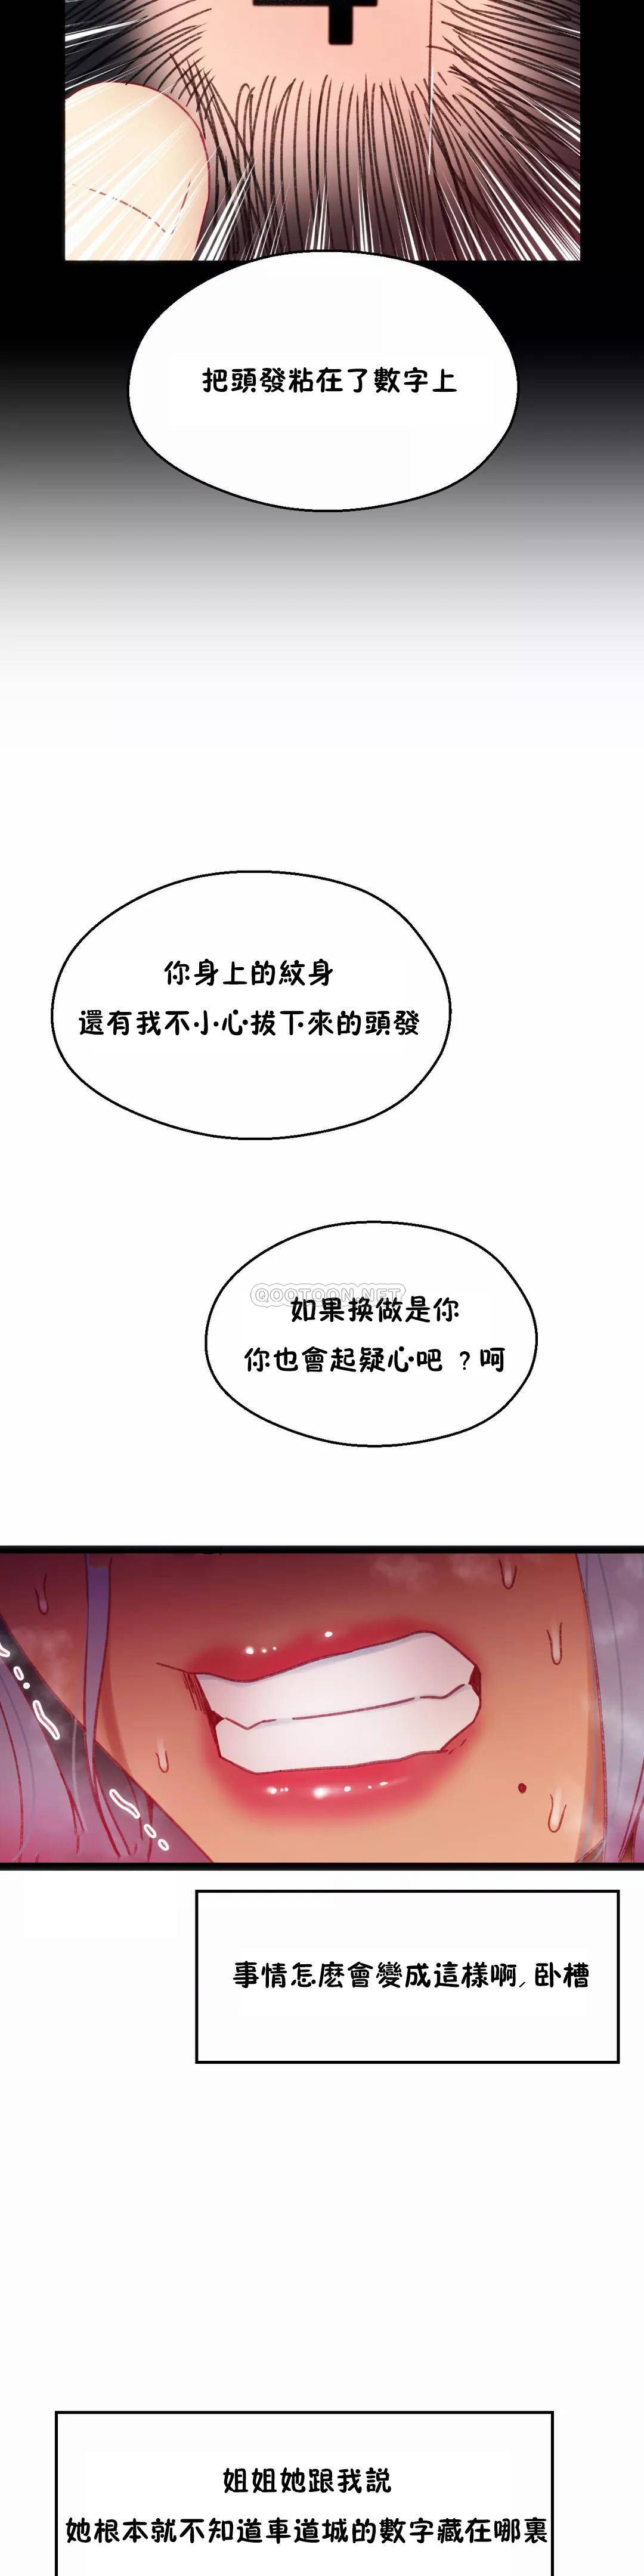 把頭發粘在了數字上
你身上的紋身
還有我不小心拔下來的頭發
QOOTOON.NET
如果換做是你
你也會起疑心吧 ？呵
事情怎麽會變成這樣啊, 卧槽
姐姐她跟我説
她根本就不知道車道城的數字藏在哪裏